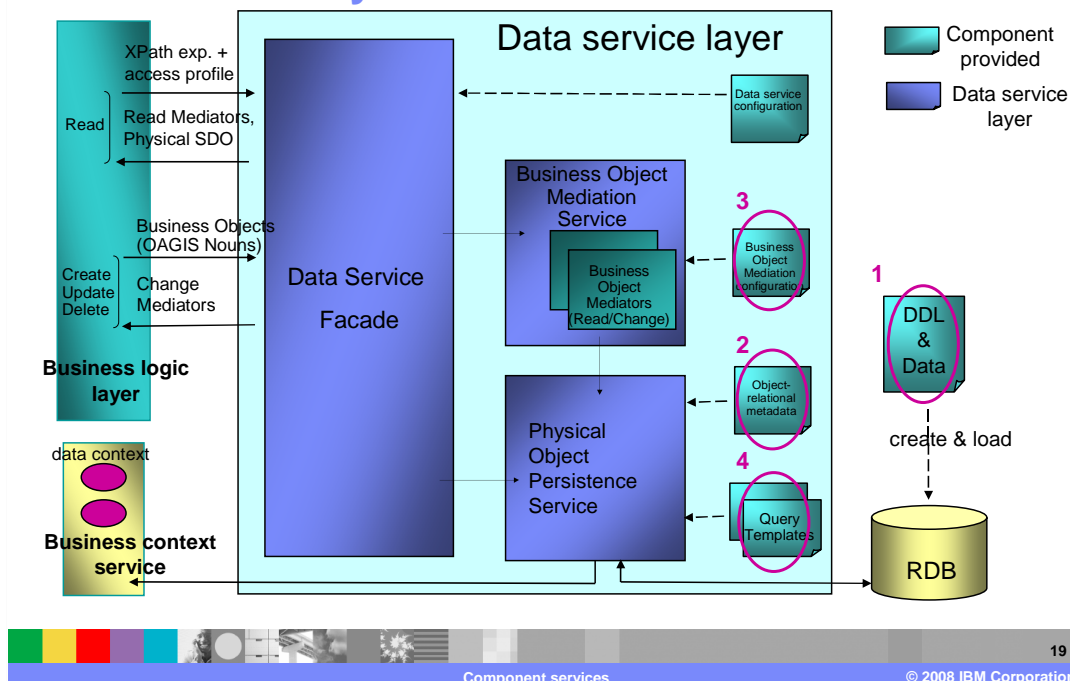 Data service layer
Component
provided
Data service
layer
XPath exp. +
access profile
Read
Read Mediators,
Physical SDO
Business Objects
(OAGIS Nouns)
Create
Update
Delete
Change
Mediators
Business logic
layer
data context
Business context
service
Data Service
Facade
Data service
configuration
Business Object
Mediation
Service
Business
Object
Mediators
(Read/Change)
3
Business
Object
Mediation
configuration
2
Object-
relational
metadata
Physical
Object
Persistence
Service
4
Query
Templates
1
DDL
&
Data
create & load
RDB
19
Component services
© 2008 IBM Corporation